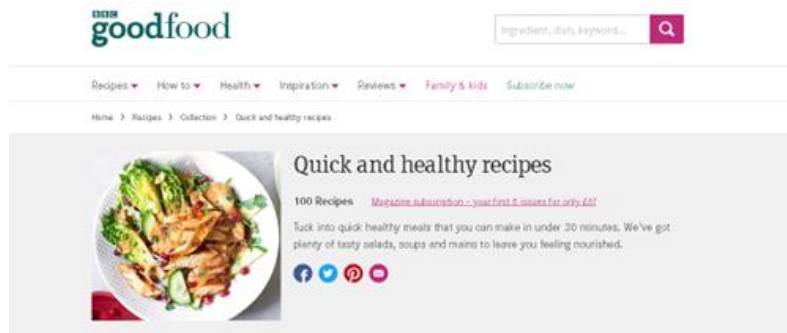 BBC
goodfood
Ingredient, dish, keyword...
Recipes How to Health Inspiration Reviews Family & kids Subscribe now
Home > Recipes > Collection > Quick and healthy recipes
Quick and healthy recipes
100 Recipes Magazine subscription – your first 5 issues for only £5!
Tuck into quick healthy meals that you can make in under 30 minutes. We've got
plenty of tasty salads, soups and mains to leave you feeling nourished.